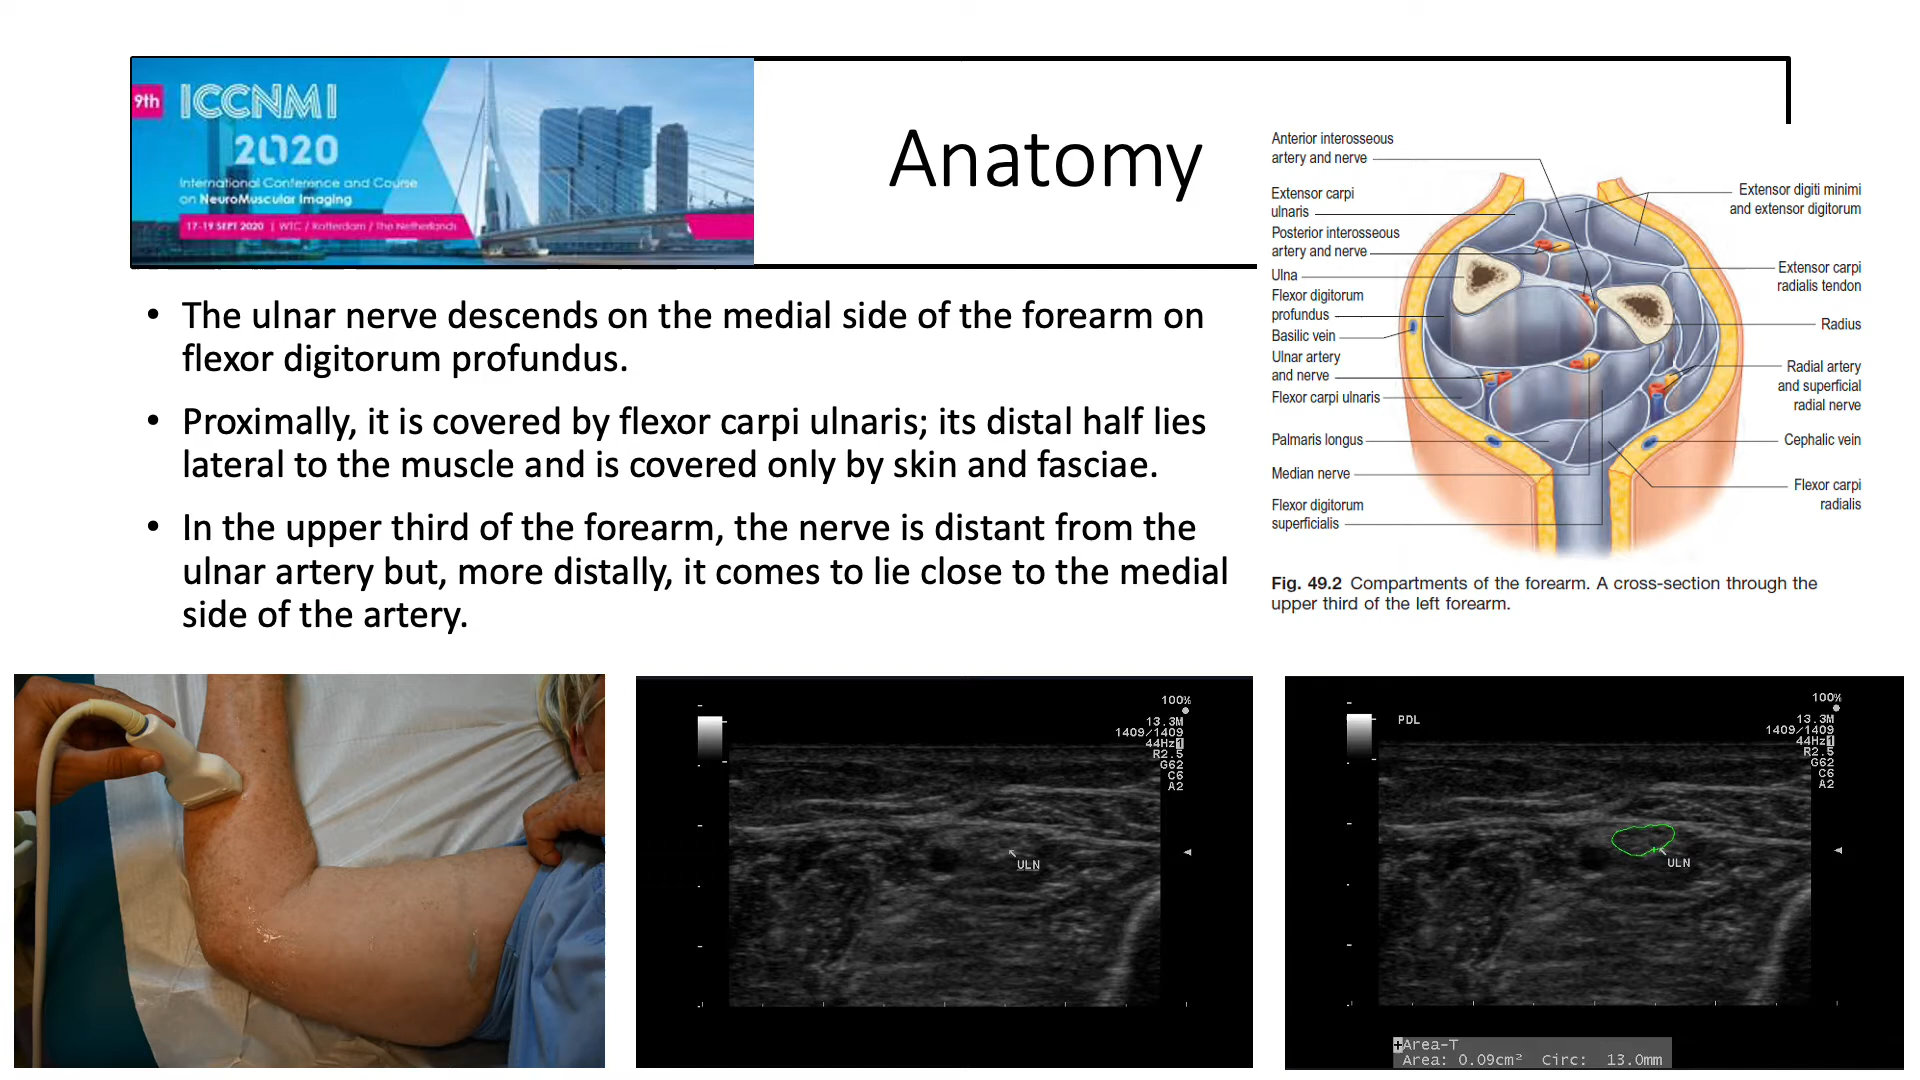 9th
ICCNMI
2020
International Conference and Course
on NeuroMuscular Imaging
17-19 SEPT 2020 | WTC / Rotterdam / The Netherlands
Anatomy
• The ulnar nerve descends on the medial side of the forearm on
flexor digitorum profundus.
• Proximally, it is covered by flexor carpi ulnaris; its distal half lies
lateral to the muscle and is covered only by skin and fasciae.
• In the upper third of the forearm, the nerve is distant from the
ulnar artery but, more distally, it comes to lie close to the medial
side of the artery.
Anterior interosseous
artery and nerve
Extensor carpi
ulnaris
Posterior interosseous
artery and nerve
Ulna
Flexor digitorum
profundus
Basilic vein
Ulnar artery
and nerve
Flexor carpi ulnaris
Palmaris longus
Median nerve
Flexor digitorum
superficialis
Extensor digiti minimi
and extensor digitorum
Extensor carpi
radialis tendon
Radius
Radial artery
and superficial
radial nerve
Cephalic vein
Flexor carpi
radialis
Fig. 49.2 Compartments of the forearm. A cross-section through the
upper third of the left forearm.
100%
13.3M
1409/1409
44Hz1
R2.5
G62
C6
A2
ULN
PDL
100%
13.3M
1409/1409
44Hz1
R2.5
G62
C6
A2
ULN
+Area-T
Area: 0.09cm² Circ: 13.0mm